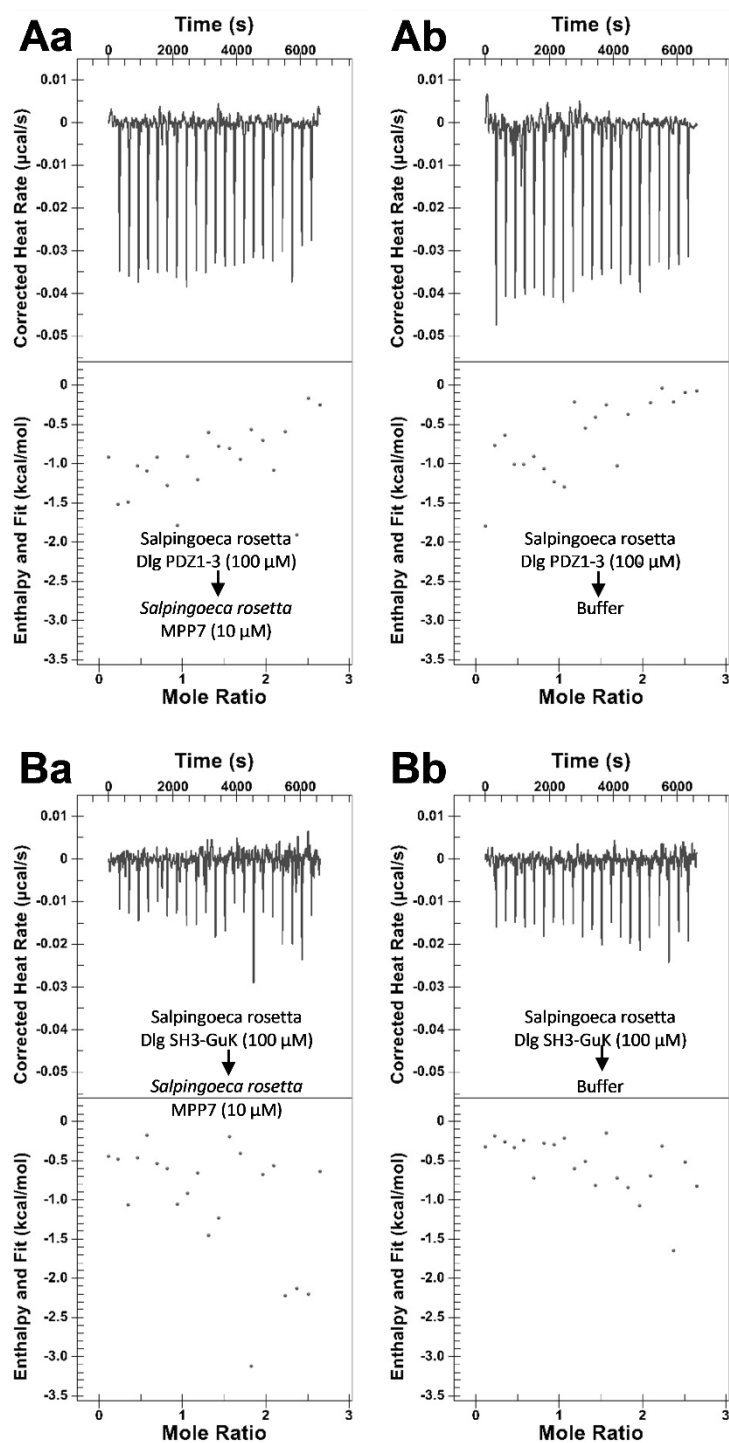 Aa
Time (s)
0 2000 4000 6000
0.01
0
-0.01
-0.02
-0.03
-0.04
-0.05
Corrected Heat Rate (µcal/s)
0
-0.5
-1.0
-1.5
-2.0
-2.5
-3.0
-3.5
Enthalpy and Fit (kcal/mol)
Salpingoeca rosetta
Dlg PDZ1-3 (100 µM)
Salpingoeca rosetta
MPP7 (10 µM)
0 1 2 3
Mole Ratio
Ab
Time (s)
0 2000 4000 6000
0.01
0
-0.01
-0.02
-0.03
-0.04
-0.05
Corrected Heat Rate (µcal/s)
0
-0.5
-1.0
-1.5
-2.0
-2.5
-3.0
-3.5
Enthalpy and Fit (kcal/mol)
Salpingoeca rosetta
Dlg PDZ1-3 (100 µM)
Buffer
0 1 2 3
Mole Ratio
Ba
Time (s)
0 2000 4000 6000
0.01
0
-0.01
-0.02
-0.03
-0.04
-0.05
Corrected Heat Rate (µcal/s)
Salpingoeca rosetta
Dlg SH3-GuK (100 µM)
Salpingoeca rosetta
MPP7 (10 µM)
0
-0.5
-1.0
-1.5
-2.0
-2.5
-3.0
-3.5
Enthalpy and Fit (kcal/mol)
0 1 2 3
Mole Ratio
Bb
Time (s)
0 2000 4000 6000
0.01
0
-0.01
-0.02
-0.03
-0.04
-0.05
Corrected Heat Rate (µcal/s)
Salpingoeca rosetta
Dlg SH3-GuK (100 µM)
Buffer
0
-0.5
-1.0
-1.5
-2.0
-2.5
-3.0
-3.5
Enthalpy and Fit (kcal/mol)
0 1 2 3
Mole Ratio